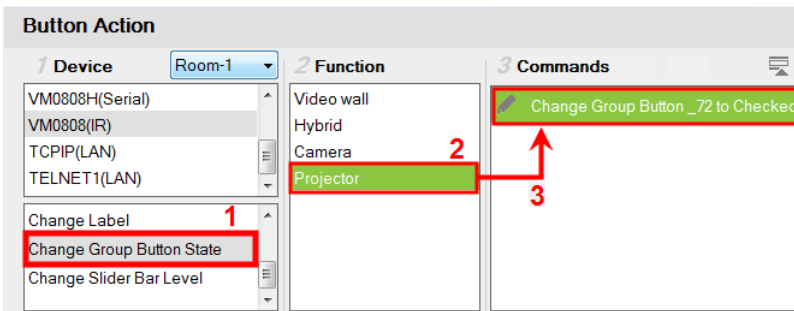 Button Action
1 Device
Room-1
2 Function
3 Commands
VM0808H(Serial)
VM0808(IR)
TCPIP(LAN)
TELNET1(LAN)
Change Label
1
Change Group Button State
Change Slider Bar Level
Video wall
Hybrid
Camera
2
Projector
Change Group Button _72 to Checked
3